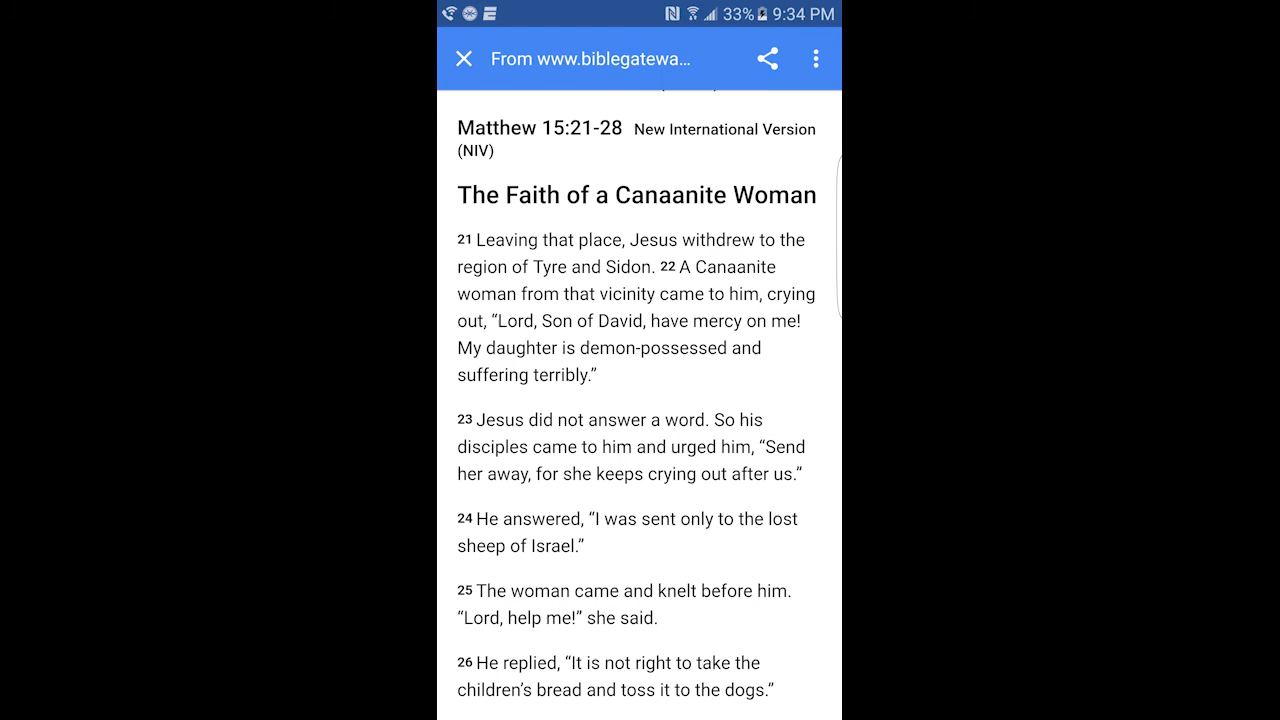 33% 9:34 PM
From www.biblegatewa...
Matthew 15:21-28 New International Version
(NIV)
The Faith of a Canaanite Woman
21 Leaving that place, Jesus withdrew to the
region of Tyre and Sidon. 22 A Canaanite
woman from that vicinity came to him, crying
out, “Lord, Son of David, have mercy on me!
My daughter is demon-possessed and
suffering terribly.”
23 Jesus did not answer a word. So his
disciples came to him and urged him, “Send
her away, for she keeps crying out after us.”
24 He answered, “I was sent only to the lost
sheep of Israel.”
25 The woman came and knelt before him.
“Lord, help me!” she said.
26 He replied, “It is not right to take the
children’s bread and toss it to the dogs.”